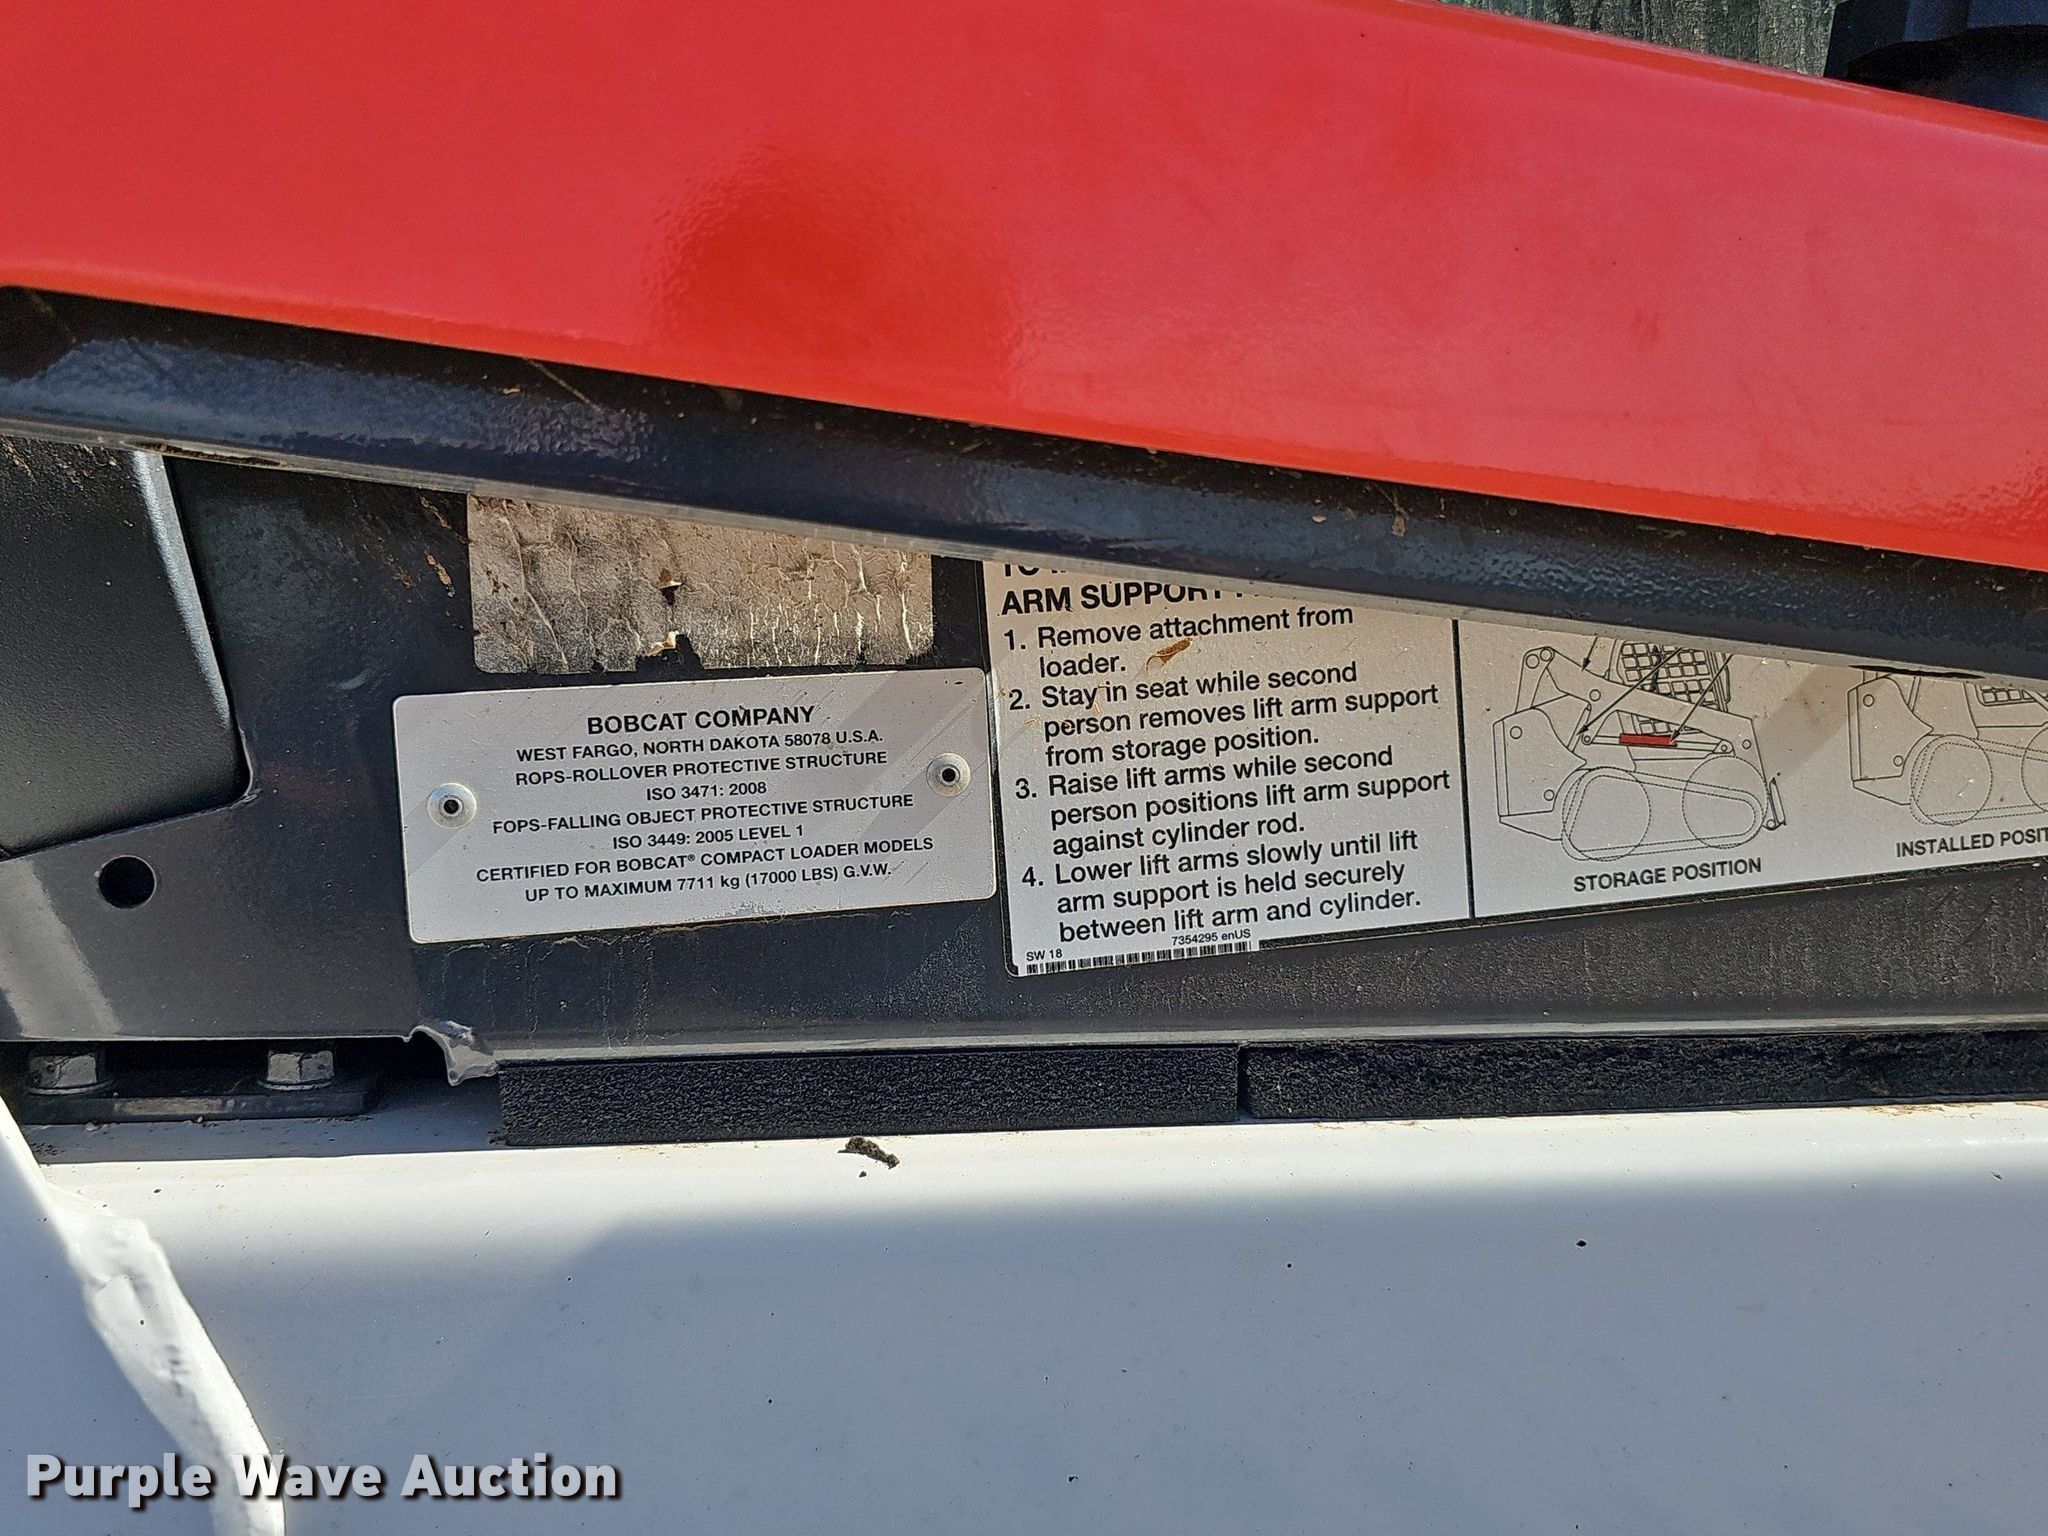 ARM SUPPORT
1. Remove attachment from
loader.
2. Stay in seat while second
person removes lift arm support
from storage position.
3. Raise lift arms while second
person positions lift arm support
against cylinder rod.
4. Lower lift arms slowly until lift
arm support is held securely
between lift arm and cylinder.
SW 18
7354295 enUS
STORAGE POSITION
INSTALLED POSIT
BOBCAT COMPANY
WEST FARGO, NORTH DAKOTA 58078 U.S.A.
ROPS-ROLLOVER PROTECTIVE STRUCTURE
ISO 3471: 2008
FOPS-FALLING OBJECT PROTECTIVE STRUCTURE
ISO 3449: 2005 LEVEL 1
CERTIFIED FOR BOBCAT® COMPACT LOADER MODELS
UP TO MAXIMUM 7711 kg (17000 LBS) G.V.W.
Purple Wave Auction